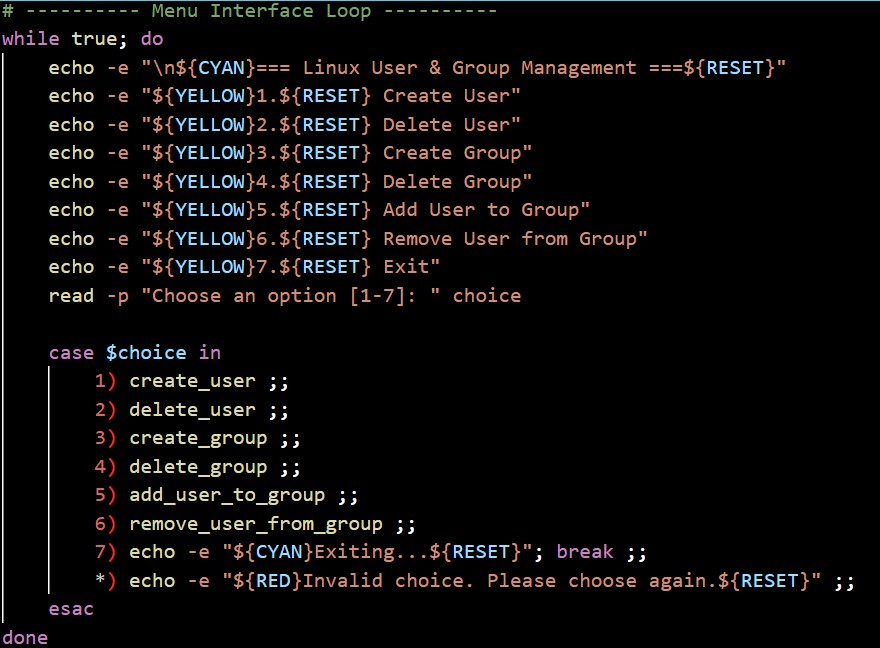 # ---------- Menu Interface Loop ----------
while true; do
    echo -e "\n${CYAN}=== Linux User & Group Management ===${RESET}"
    echo -e "${YELLOW}1.${RESET} Create User"
    echo -e "${YELLOW}2.${RESET} Delete User"
    echo -e "${YELLOW}3.${RESET} Create Group"
    echo -e "${YELLOW}4.${RESET} Delete Group"
    echo -e "${YELLOW}5.${RESET} Add User to Group"
    echo -e "${YELLOW}6.${RESET} Remove User from Group"
    echo -e "${YELLOW}7.${RESET} Exit"
    read -p "Choose an option [1-7]: " choice

    case $choice in
        1) create_user ;;
        2) delete_user ;;
        3) create_group ;;
        4) delete_group ;;
        5) add_user_to_group ;;
        6) remove_user_from_group ;;
        7) echo -e "${CYAN}Exiting...${RESET}"; break ;;
        *) echo -e "${RED}Invalid choice. Please choose again.${RESET}" ;;
    esac
done